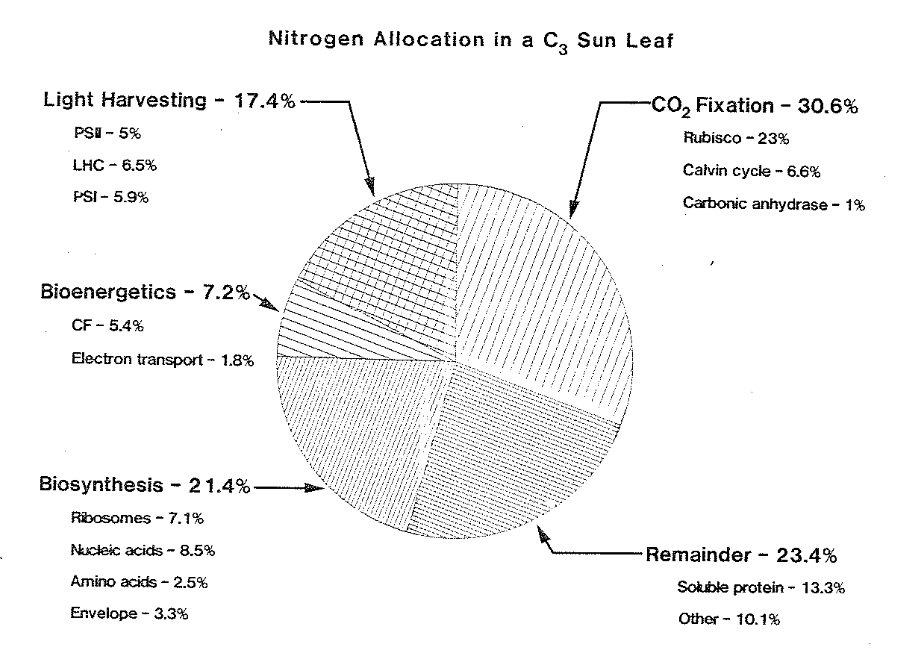 Nitrogen Allocation in a C₃ Sun Leaf
Light Harvesting - 17.4%
PSII - 5%
LHC - 6.5%
PSI - 5.9%
CO₂ Fixation - 30.6%
Rubisco - 23%
Calvin cycle - 6.6%
Carbonic anhydrase - 1%
Bioenergetics - 7.2%
CF - 5.4%
Electron transport - 1.8%
Biosynthesis - 21.4%
Ribosomes - 7.1%
Nucleic acids - 8.5%
Amino acids - 2.5%
Envelope - 3.3%
Remainder - 23.4%
Soluble protein - 13.3%
Other - 10.1%